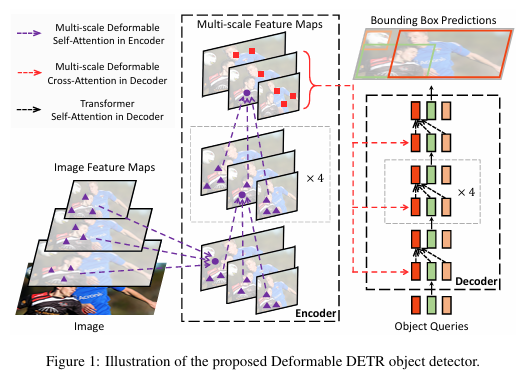 Multi-scale Deformable
Self-Attention in Encoder
Multi-scale Deformable
Cross-Attention in Decoder
Transformer
Self-Attention in Decoder
Multi-scale Feature Maps
Bounding Box Predictions
Image Feature Maps
× 4
× 4
Encoder
Decoder
Image
Object Queries
Figure 1: Illustration of the proposed Deformable DETR object detector.